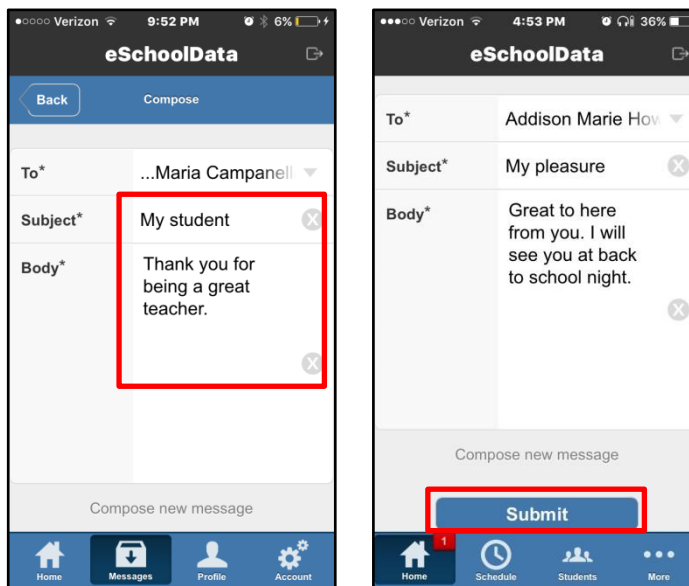 Verizon 9:52 PM 6%
eSchoolData
Back Compose
To* ...Maria Campanell
Subject* My student
Body* Thank you for
being a great
teacher.
Compose new message
Home Messages Profile Account
Verizon 4:53 PM 36%
eSchoolData
To* Addison Marie How
Subject* My pleasure
Body* Great to here
from you. I will
see you at back
to school night.
Compose new message
Submit
1
Home Schedule Students More